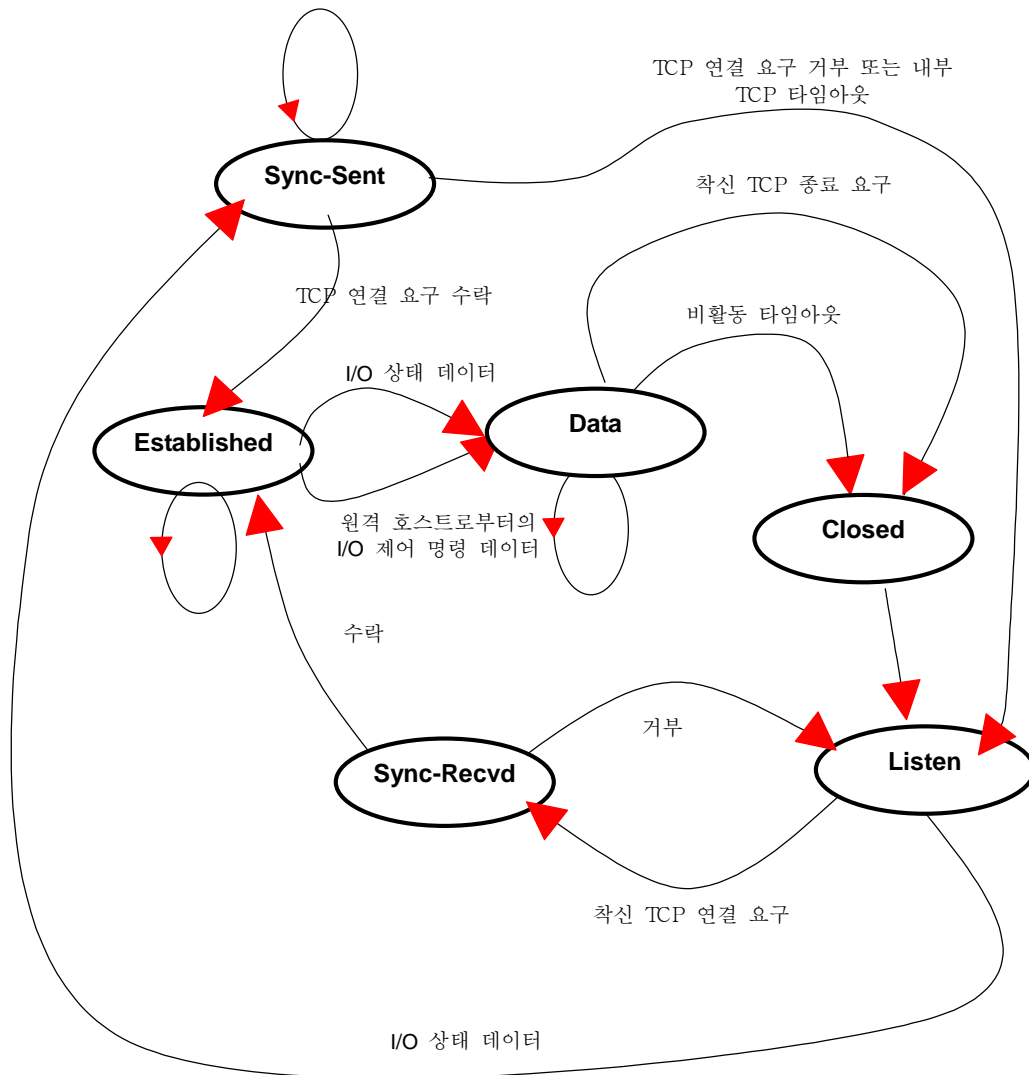 TCP 연결 요구 거부 또는 내부
TCP 타임아웃
Sync-Sent
착신 TCP 종료 요구
TCP 연결 요구 수락
비활동 타임아웃
I/O 상태 데이터
Established
Data
원격 호스트로부터의
I/O 제어 명령 데이터
Closed
수락
거부
Sync-Recvd
Listen
착신 TCP 연결 요구
I/O 상태 데이터